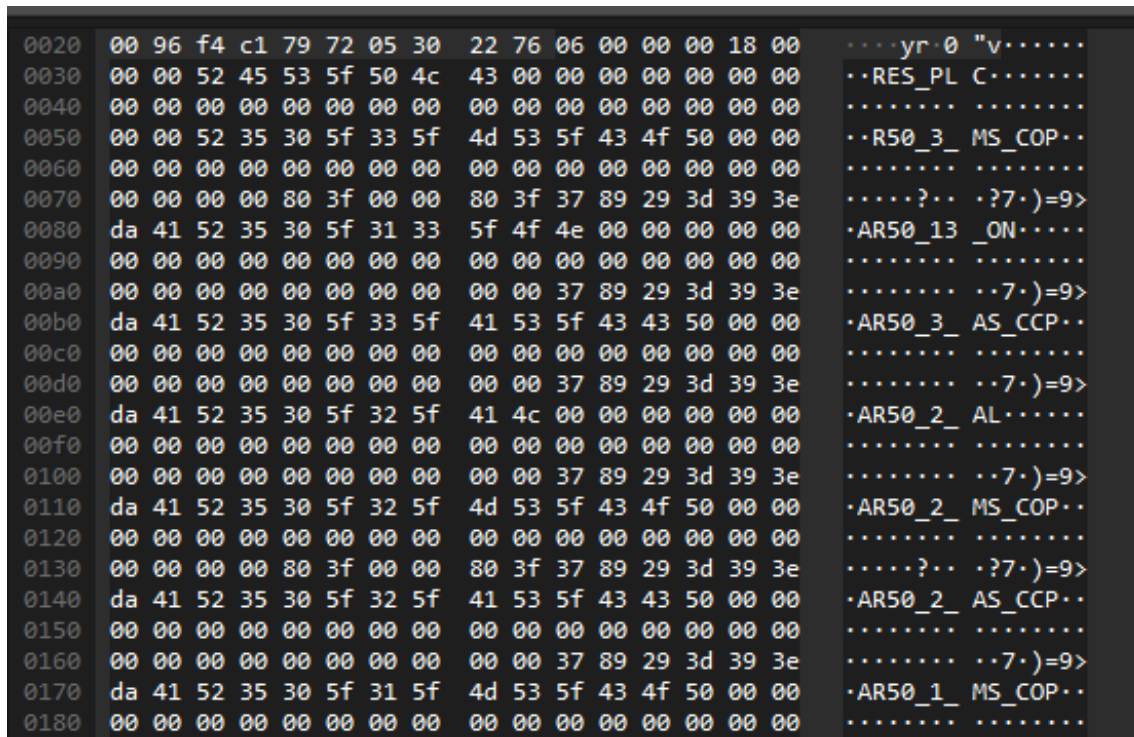 0020 00 96 f4 c1 79 72 05 30 22 76 06 00 00 00 18 00 ····yr·0 "v······
0030 00 00 52 45 53 5f 50 4c 43 00 00 00 00 00 00 00 ··RES_PL C·······
0040 00 00 00 00 00 00 00 00 00 00 00 00 00 00 00 00 ········ ········
0050 00 00 52 35 30 5f 33 5f 4d 53 5f 43 4f 50 00 00 ··R50_3_ MS_COP··
0060 00 00 00 00 00 00 00 00 00 00 00 00 00 00 00 00 ········ ········
0070 00 00 00 00 80 3f 00 00 80 3f 37 89 29 3d 39 3e ·····?·· ·?7·)=9>
0080 da 41 52 35 30 5f 31 33 5f 4f 4e 00 00 00 00 00 ·AR50_13 _ON·····
0090 00 00 00 00 00 00 00 00 00 00 00 00 00 00 00 00 ········ ········
00a0 00 00 00 00 00 00 00 00 00 00 37 89 29 3d 39 3e ········ ··7·)=9>
00b0 da 41 52 35 30 5f 33 5f 41 53 5f 43 43 50 00 00 ·AR50_3_ AS_CCP··
00c0 00 00 00 00 00 00 00 00 00 00 00 00 00 00 00 00 ········ ········
00d0 00 00 00 00 00 00 00 00 00 00 37 89 29 3d 39 3e ········ ··7·)=9>
00e0 da 41 52 35 30 5f 32 5f 41 4c 00 00 00 00 00 00 ·AR50_2_ AL······
00f0 00 00 00 00 00 00 00 00 00 00 00 00 00 00 00 00 ········ ········
0100 00 00 00 00 00 00 00 00 00 00 37 89 29 3d 39 3e ········ ··7·)=9>
0110 da 41 52 35 30 5f 32 5f 4d 53 5f 43 4f 50 00 00 ·AR50_2_ MS_COP··
0120 00 00 00 00 00 00 00 00 00 00 00 00 00 00 00 00 ········ ········
0130 00 00 00 00 80 3f 00 00 80 3f 37 89 29 3d 39 3e ·····?·· ·?7·)=9>
0140 da 41 52 35 30 5f 32 5f 41 53 5f 43 43 50 00 00 ·AR50_2_ AS_CCP··
0150 00 00 00 00 00 00 00 00 00 00 00 00 00 00 00 00 ········ ········
0160 00 00 00 00 00 00 00 00 00 00 37 89 29 3d 39 3e ········ ··7·)=9>
0170 da 41 52 35 30 5f 31 5f 4d 53 5f 43 4f 50 00 00 ·AR50_1_ MS_COP··
0180 00 00 00 00 00 00 00 00 00 00 00 00 00 00 00 00 ········ ········